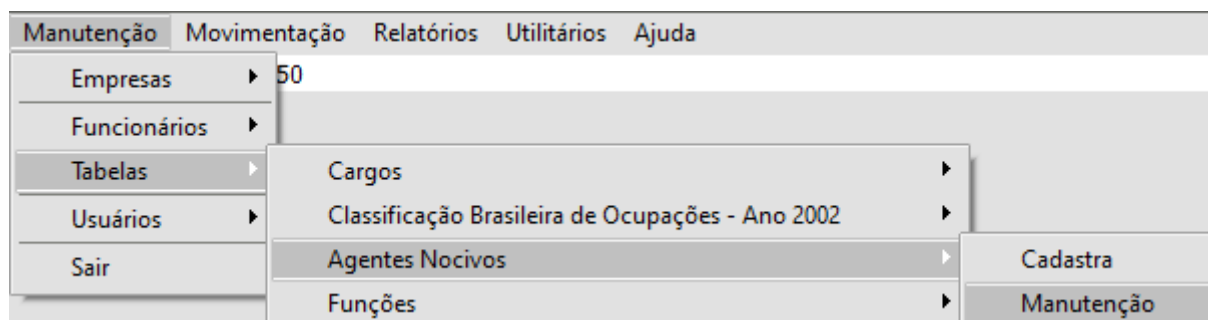 Manutenção Movimentação Relatórios Utilitários Ajuda
Empresas 50
Funcionários
Tabelas Cargos
Usuários Classificação Brasileira de Ocupações - Ano 2002
Sair Agentes Nocivos Cadastra
Funções Manutenção